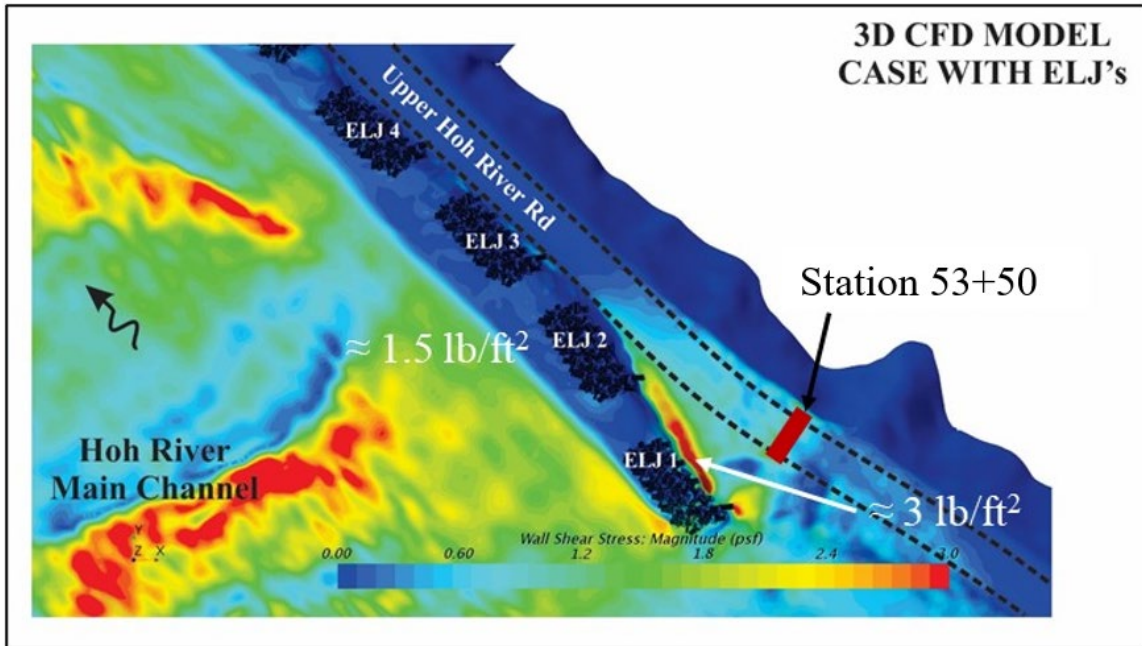 3D CFD MODEL
CASE WITH ELJ's
Upper Hoh River Rd
ELJ 4
ELJ 3
Station 53+50
ELJ 2
≈ 1.5 lb/ft²
Hoh River
Main Channel
ELJ 1
≈ 3 lb/ft²
Wall Shear Stress: Magnitude (psf)
0.00 0.60 1.2 1.8 2.4 3.0
Y
Z X